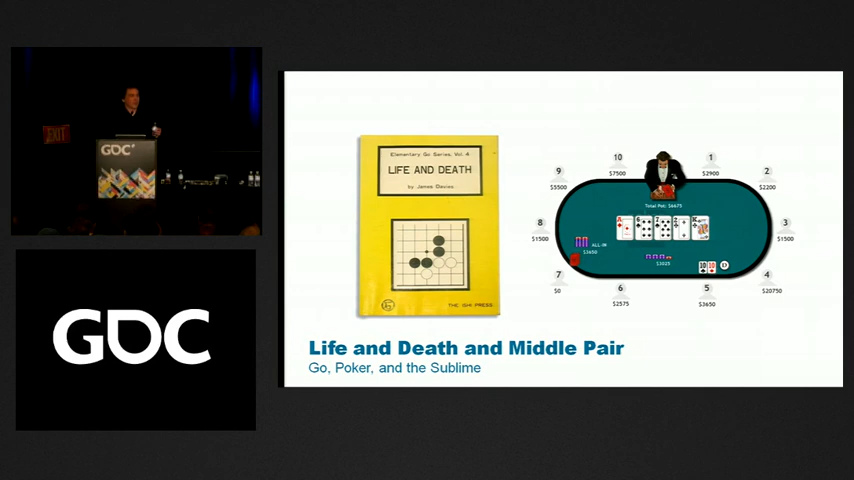 EXIT
GDC
GDC
Elementary Go Series, Vol. 4
LIFE AND DEATH
by James Davies
THE ISHI PRESS
10
$7500
1
$2900
9
$5500
2
$2200
Total Pot: $6675
8
$1500
3
$1500
ALL-IN
$3650
$3025
7
$0
4
$20750
6
$2575
5
$3650
Life and Death and Middle Pair
Go, Poker, and the Sublime